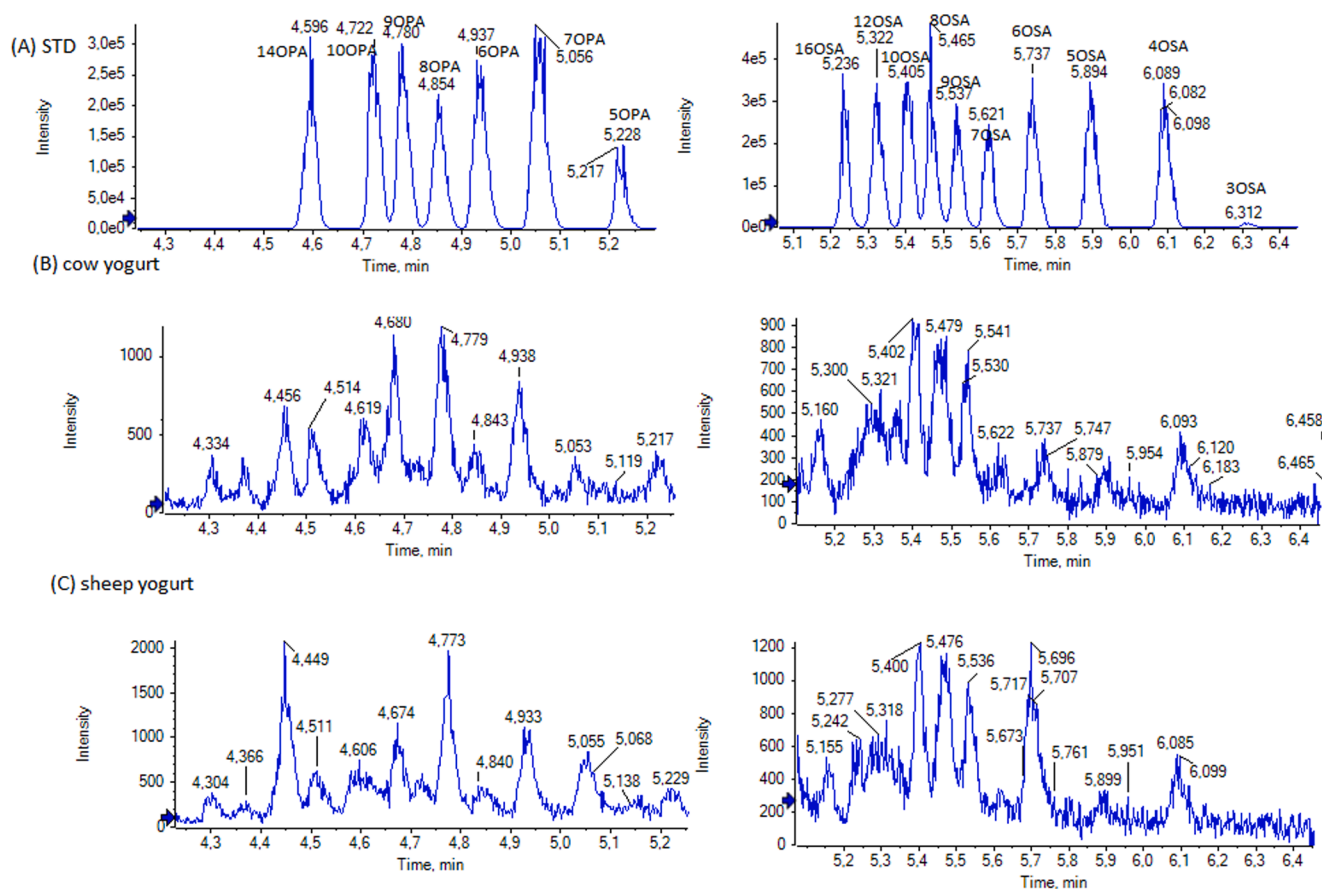 (A) STD
Intensity
3,0e5
2,5e5
2,0e5
1,5e5
1,0e5
5,0e4
0,0e0
14OPA
4,596
4,722
10OPA
9OPA
4,780
8OPA
4,854
4,937
6OPA
7OPA
5,056
5OPA
5,228
5,217
4,3 4,4 4,5 4,6 4,7 4,8 4,9 5,0 5,1 5,2
Time, min
Intensity
4e5
3e5
2e5
1e5
0e0
16OSA
5,236
12OSA
5,322
10OSA
5,405
8OSA
5,465
9OSA
5,537
5,621
7OSA
6OSA
5,737
5OSA
5,894
4OSA
6,089
6,082
6,098
3OSA
6,312
5,1 5,2 5,3 5,4 5,5 5,6 5,7 5,8 5,9 6,0 6,1 6,2 6,3 6,4
Time, min
(B) cow yogurt
Intensity
1000
500
0
4,334
4,456
4,514
4,619
4,680
4,779
4,843
4,938
5,053
5,119
5,217
4,3 4,4 4,5 4,6 4,7 4,8 4,9 5,0 5,1 5,2
Time, min
Intensity
900
800
700
600
500
400
300
200
100
0
5,160
5,300
5,321
5,402
5,479
5,541
5,530
5,622
5,737
5,747
5,879
5,954
6,093
6,120
6,183
6,458
6,465
5,2 5,3 5,4 5,5 5,6 5,7 5,8 5,9 6,0 6,1 6,2 6,3 6,4
Time, min
(C) sheep yogurt
Intensity
2000
1500
1000
500
0
4,304
4,366
4,449
4,511
4,606
4,674
4,773
4,840
4,933
5,055
5,068
5,138
5,229
4,3 4,4 4,5 4,6 4,7 4,8 4,9 5,0 5,1 5,2
Time, min
Intensity
1200
1000
800
600
400
200
0
5,155
5,242
5,277
5,318
5,400
5,476
5,536
5,673
5,717
5,696
5,707
5,761
5,899
5,951
6,085
6,099
5,2 5,3 5,4 5,5 5,6 5,7 5,8 5,9 6,0 6,1 6,2 6,3 6,4
Time, min